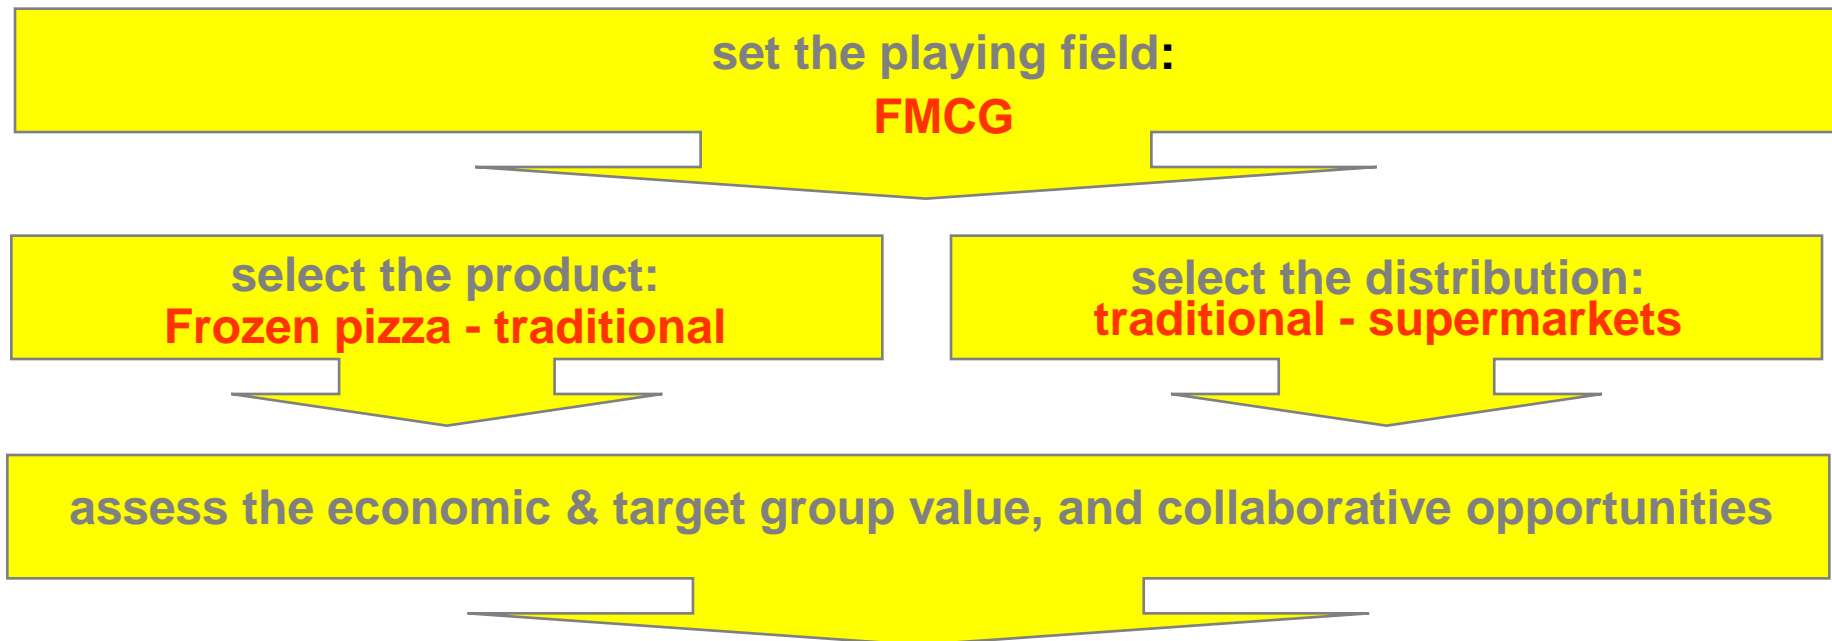 set the playing field:
FMCG
select the product:
Frozen pizza - traditional
select the distribution:
traditional - supermarkets
assess the economic & target group value, and collaborative opportunities